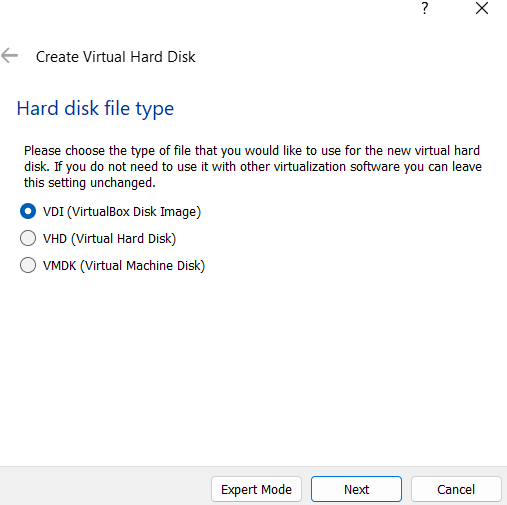 ?
Create Virtual Hard Disk
Hard disk file type
Please choose the type of file that you would like to use for the new virtual hard
disk. If you do not need to use it with other virtualization software you can leave
this setting unchanged.
VDI (VirtualBox Disk Image)
VHD (Virtual Hard Disk)
VMDK (Virtual Machine Disk)
Expert Mode Next Cancel